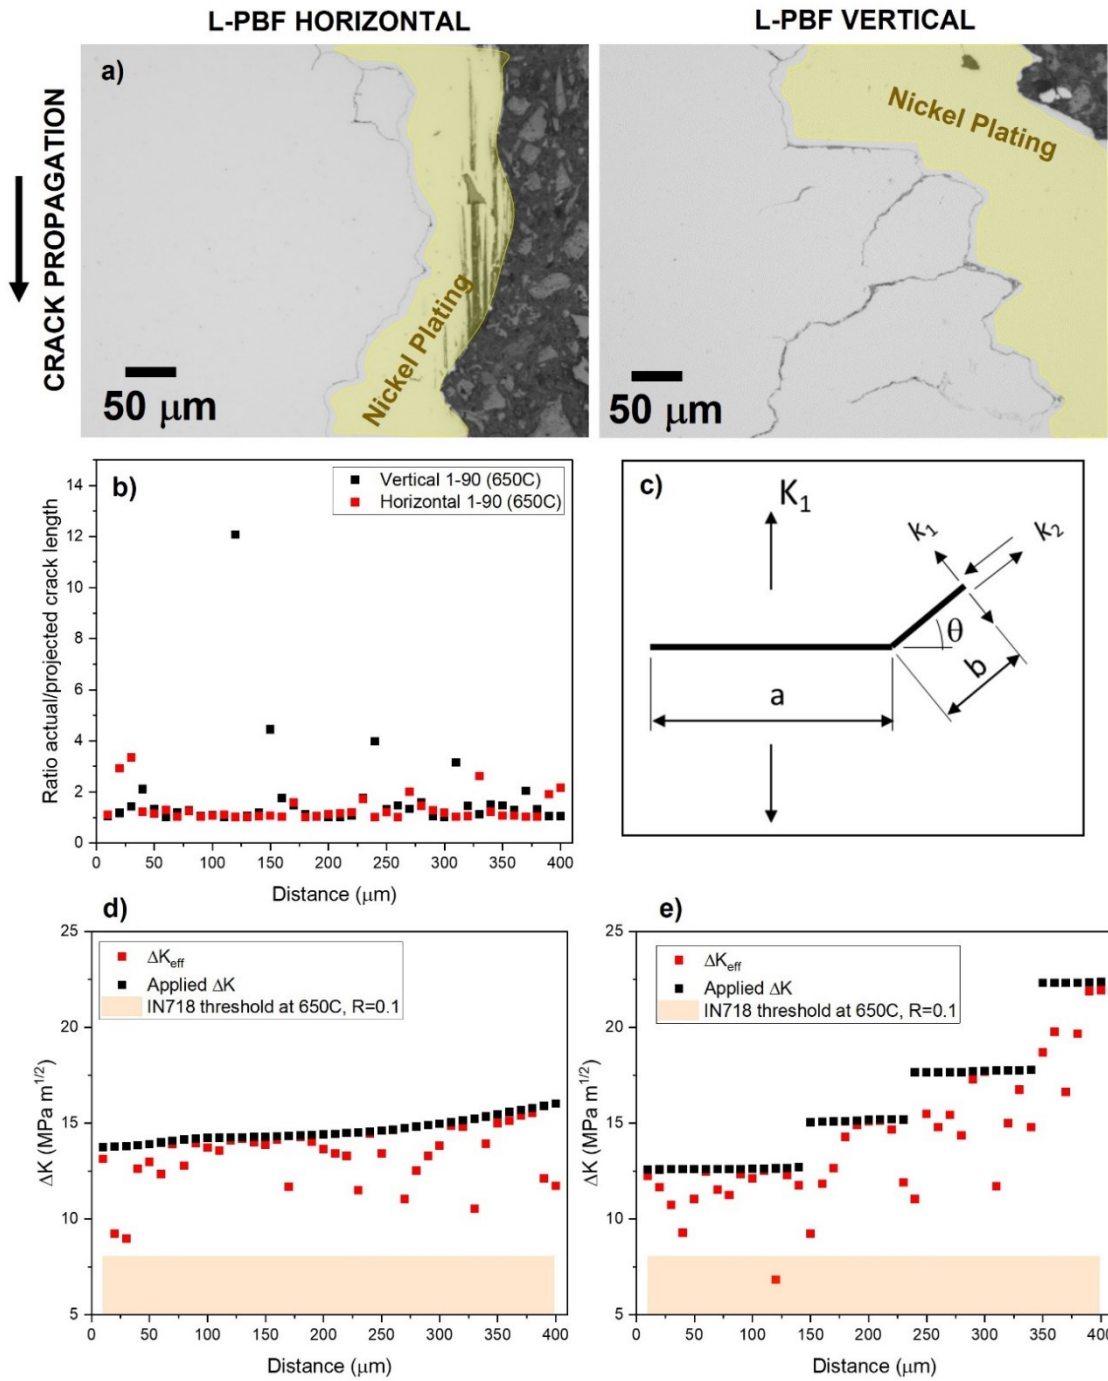 L-PBF HORIZONTAL
L-PBF VERTICAL
CRACK PROPAGATION
a)
Nickel Plating
50 μm
Nickel Plating
50 μm
b)
Vertical 1-90 (650C)
Horizontal 1-90 (650C)
Ratio actual/projected crack length
14
12
10
8
6
4
2
0
0 50 100 150 200 250 300 350 400
Distance (μm)
c)
K₁
k₁
k₂
θ
b
a
d)
ΔK_eff
Applied ΔK
IN718 threshold at 650C, R=0.1
ΔK (MPa m^1/2)
25
20
15
10
5
0 50 100 150 200 250 300 350 400
Distance (μm)
e)
ΔK_eff
Applied ΔK
IN718 threshold at 650C, R=0.1
ΔK (MPa m^1/2)
25
20
15
10
5
0 50 100 150 200 250 300 350 400
Distance (μm)